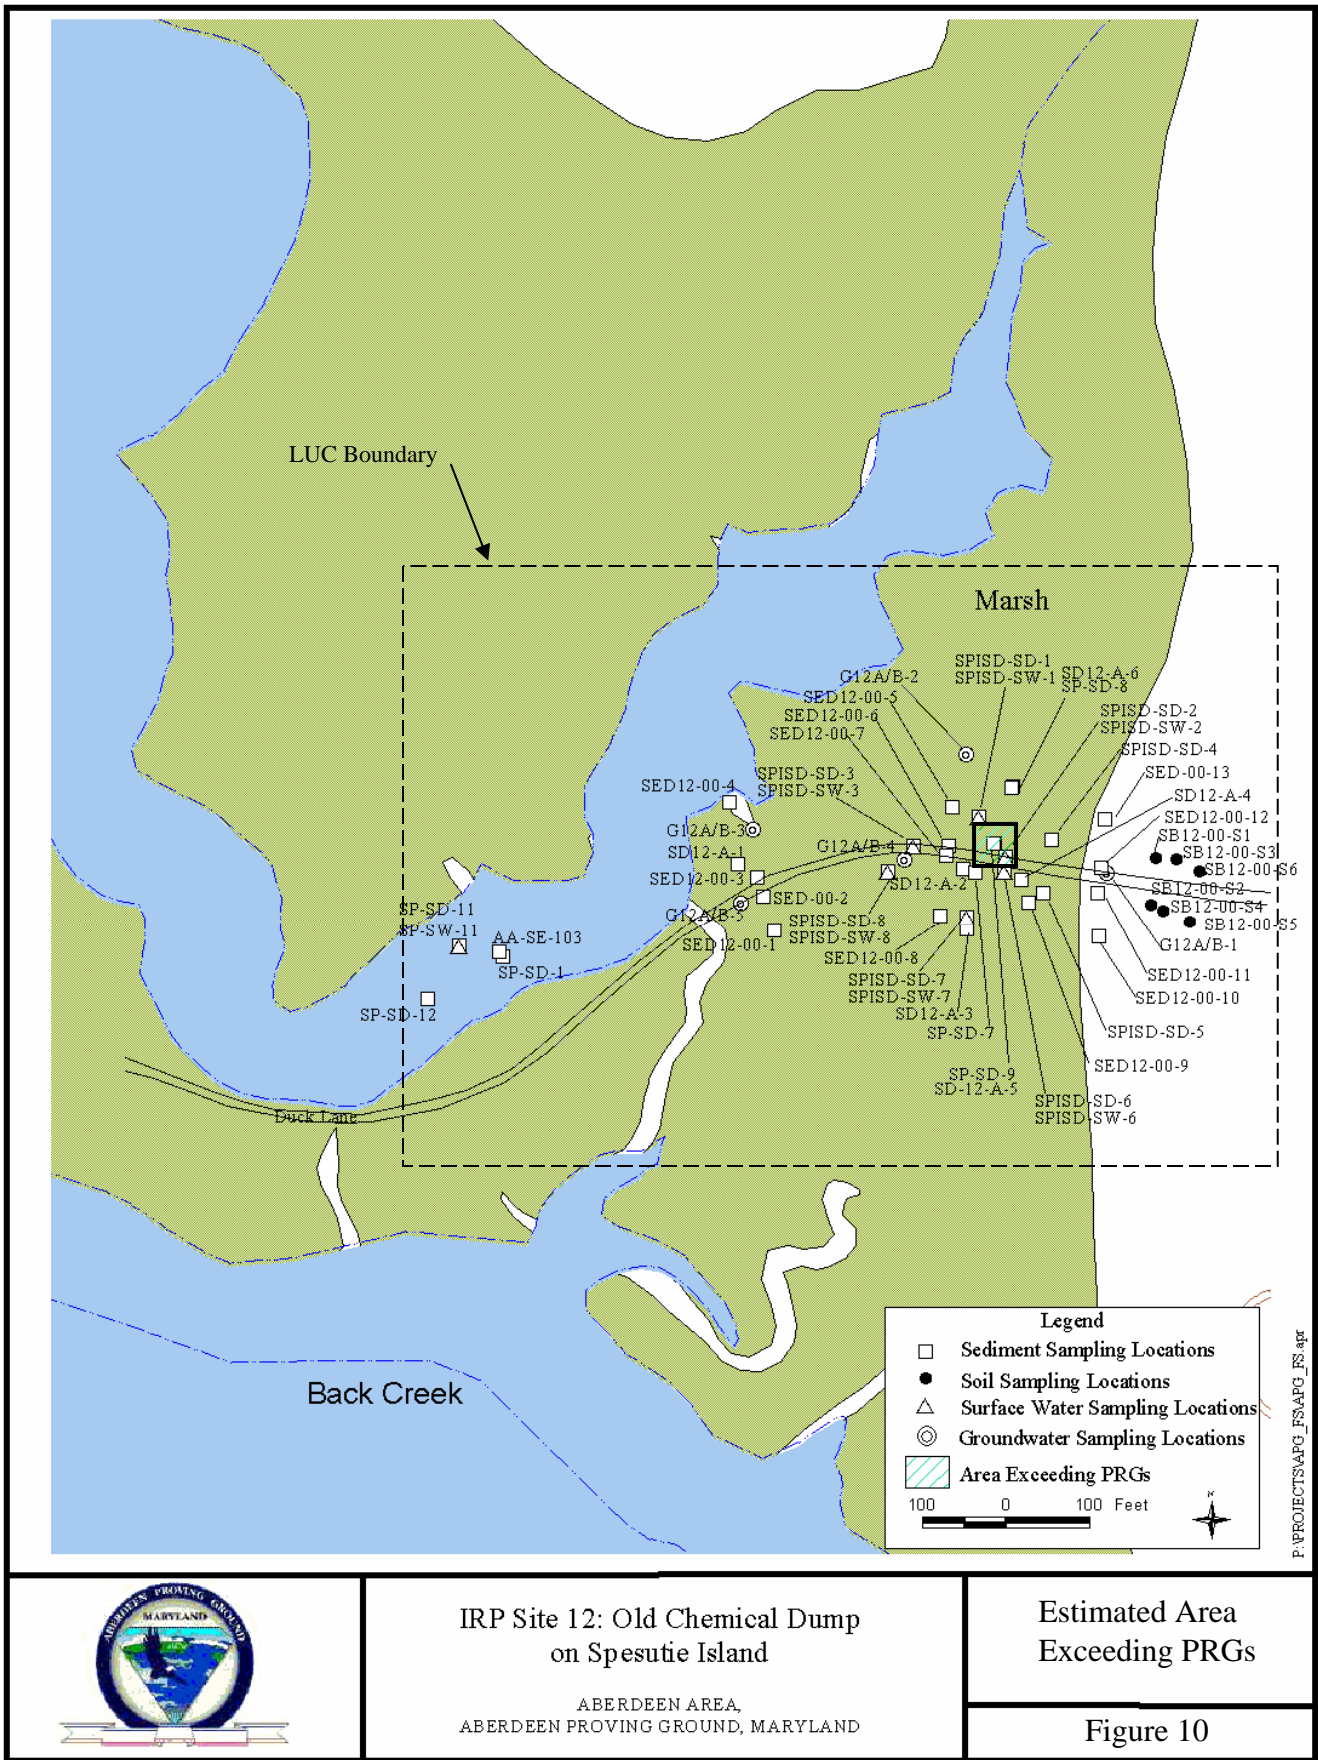 LUC Boundary
Marsh
SPISD-SD-1
SPISD-SW-1
SD12-A-6
SP-SD-8
G12A/B-2
SED12-00-5
SED12-00-6
SED12-00-7
SPISD-SD-2
SPISD-SW-2
SPISD-SD-4
SED-00-13
SD12-A-4
SED12-00-12
SB12-00-S1
SB12-00-S3
SB12-00-S6
SPISD-SD-3
SPISD-SW-3
SED12-00-4
G12A/B-3
SD12-A-1
SED12-00-3
G12A/B-4
SD12-A-2
SED-00-2
G12A/B-5
SED12-00-1
SPISD-SD-8
SPISD-SW-8
SED12-00-8
SPISD-SD-7
SPISD-SW-7
SD12-A-3
SP-SD-7
SB12-00-S2
SB12-00-S4
SB12-00-S5
G12A/B-1
SED12-00-11
SED12-00-10
SPISD-SD-5
SED12-00-9
SP-SD-9
SD-12-A-5
SPISD-SD-6
SPISD-SW-6
SP-SD-11
SP-SW-11
AA-SE-103
SP-SD-1
SP-SD-12
Duck Lane
Back Creek
Legend
Sediment Sampling Locations
Soil Sampling Locations
Surface Water Sampling Locations
Groundwater Sampling Locations
Area Exceeding PRGs
100 0 100 Feet
N
P:\PROJECTS\APG_FS\APG_FS.apr
ABERDEEN PROVING GROUND
MARYLAND
IRP Site 12: Old Chemical Dump
on Spesutie Island
ABERDEEN AREA,
ABERDEEN PROVING GROUND, MARYLAND
Estimated Area
Exceeding PRGs
Figure 10